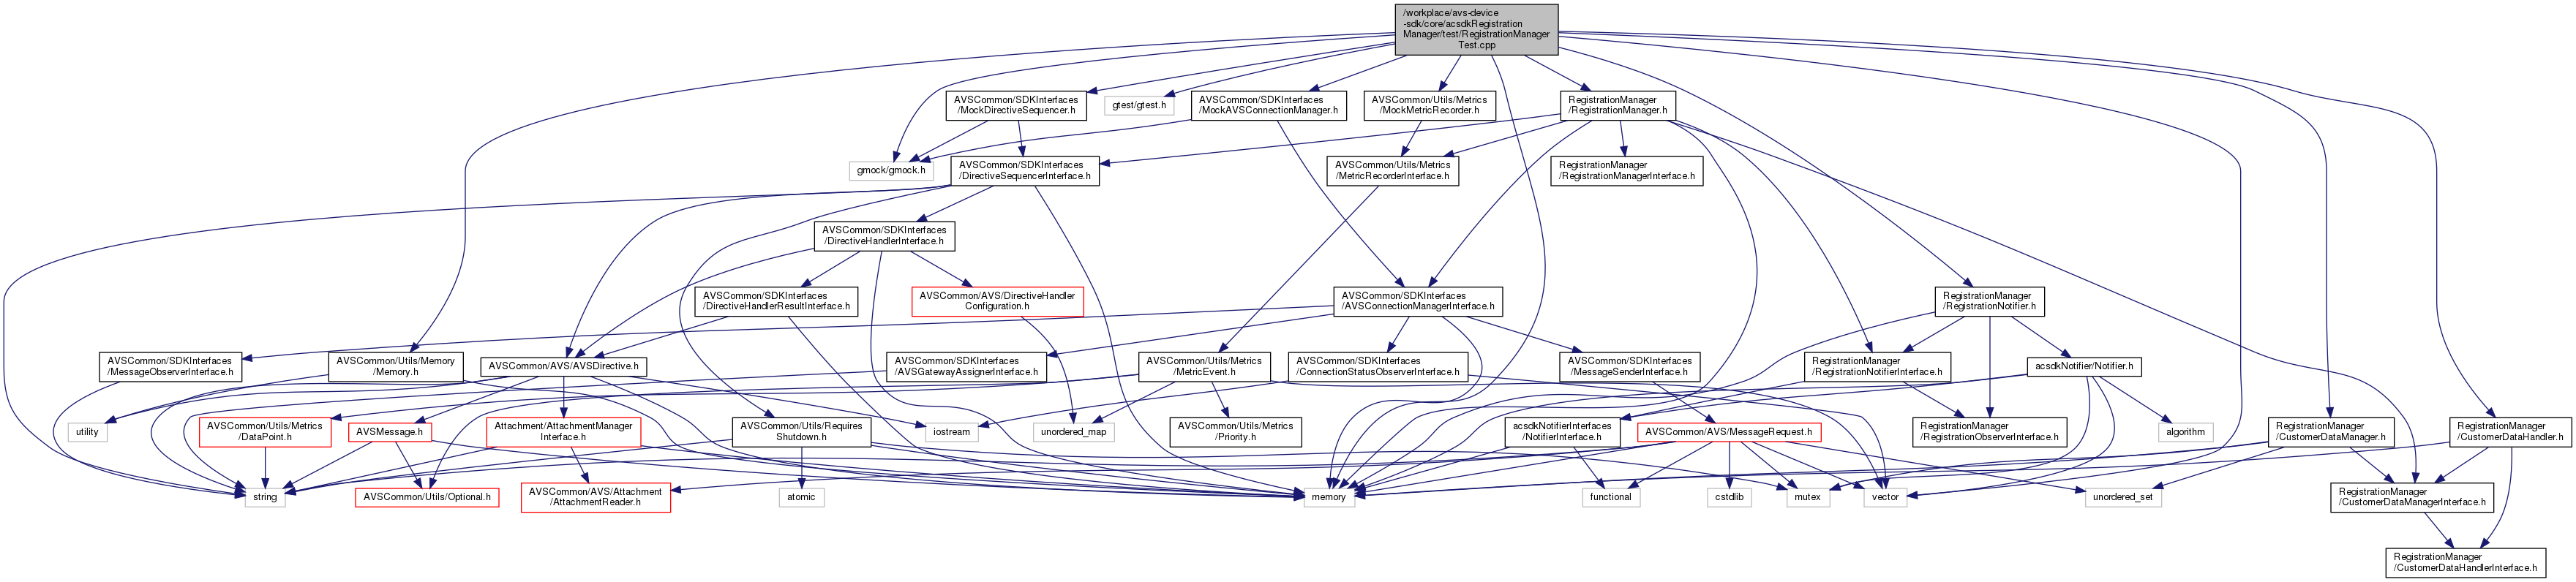 /workplace/avs-device
-sdk/core/acsdkRegistration
Manager/test/RegistrationManager
Test.cpp
AVSCommon/SDKInterfaces
/MockDirectiveSequencer.h
gtest/gtest.h
AVSCommon/SDKInterfaces
/MockAVSConnectionManager.h
AVSCommon/Utils/Metrics
/MockMetricRecorder.h
RegistrationManager
/RegistrationManager.h
gmock/gmock.h
AVSCommon/SDKInterfaces
/DirectiveSequencerInterface.h
AVSCommon/Utils/Metrics
/MetricRecorderInterface.h
RegistrationManager
/RegistrationManagerInterface.h
AVSCommon/SDKInterfaces
/DirectiveHandlerInterface.h
AVSCommon/SDKInterfaces
/DirectiveHandlerResultInterface.h
AVSCommon/AVS/DirectiveHandler
Configuration.h
AVSCommon/SDKInterfaces
/AVSConnectionManagerInterface.h
RegistrationManager
/RegistrationNotifier.h
AVSCommon/SDKInterfaces
/MessageObserverInterface.h
AVSCommon/Utils/Memory
/Memory.h
AVSCommon/AVS/AVSDirective.h
AVSCommon/SDKInterfaces
/AVSGatewayAssignerInterface.h
AVSCommon/Utils/Metrics
/MetricEvent.h
AVSCommon/SDKInterfaces
/ConnectionStatusObserverInterface.h
AVSCommon/SDKInterfaces
/MessageSenderInterface.h
RegistrationManager
/RegistrationNotifierInterface.h
acsdkNotifier/Notifier.h
utility
AVSCommon/Utils/Metrics
/DataPoint.h
AVSMessage.h
Attachment/AttachmentManager
Interface.h
AVSCommon/Utils/Requires
Shutdown.h
iostream
unordered_map
AVSCommon/Utils/Metrics
/Priority.h
acsdkNotifierInterfaces
/NotifierInterface.h
AVSCommon/AVS/MessageRequest.h
RegistrationManager
/RegistrationObserverInterface.h
algorithm
RegistrationManager
/CustomerDataManager.h
RegistrationManager
/CustomerDataHandler.h
string
AVSCommon/Utils/Optional.h
AVSCommon/AVS/Attachment
/AttachmentReader.h
atomic
memory
functional
cstdlib
mutex
vector
unordered_set
RegistrationManager
/CustomerDataManagerInterface.h
RegistrationManager
/CustomerDataHandlerInterface.h